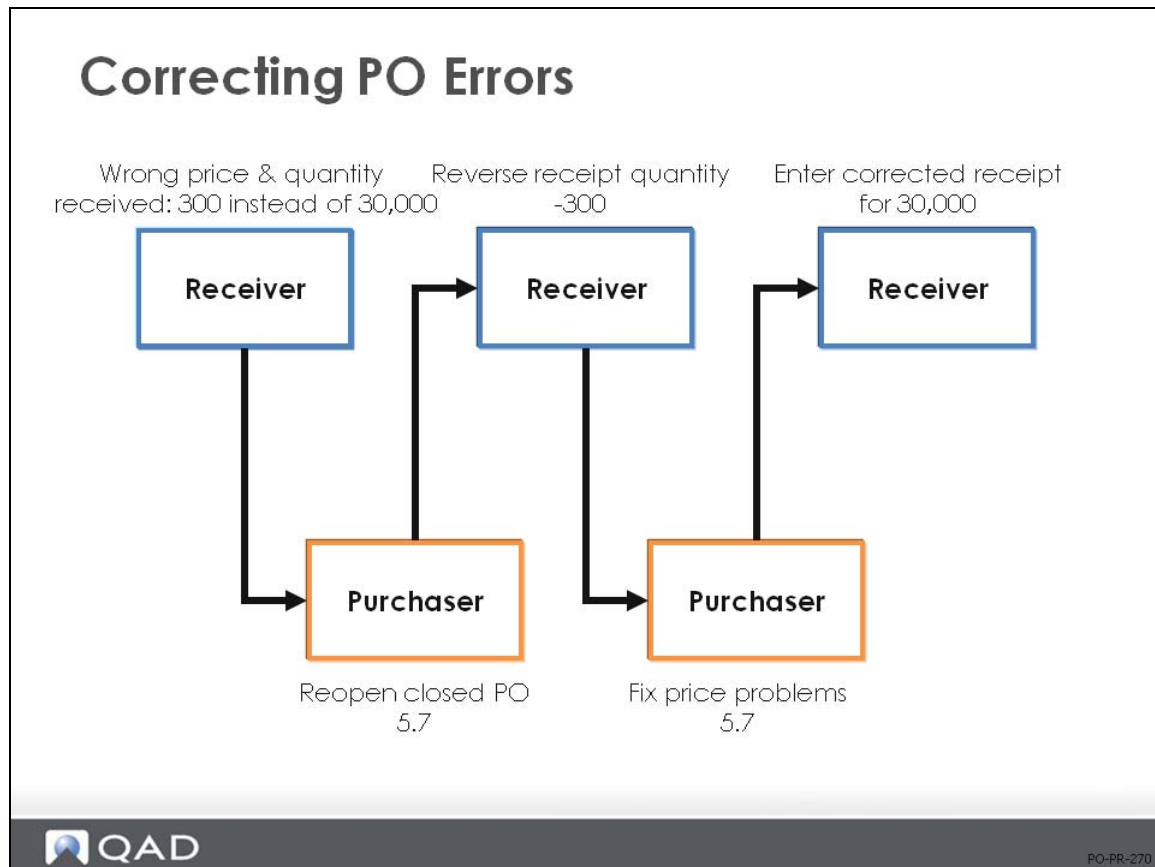 Correcting PO Errors
Wrong price & quantity
received: 300 instead of 30,000
Reverse receipt quantity
-300
Enter corrected receipt
for 30,000
Receiver
Receiver
Receiver
Purchaser
Purchaser
Reopen closed PO
5.7
Fix price problems
5.7
QAD
PO-PR-270